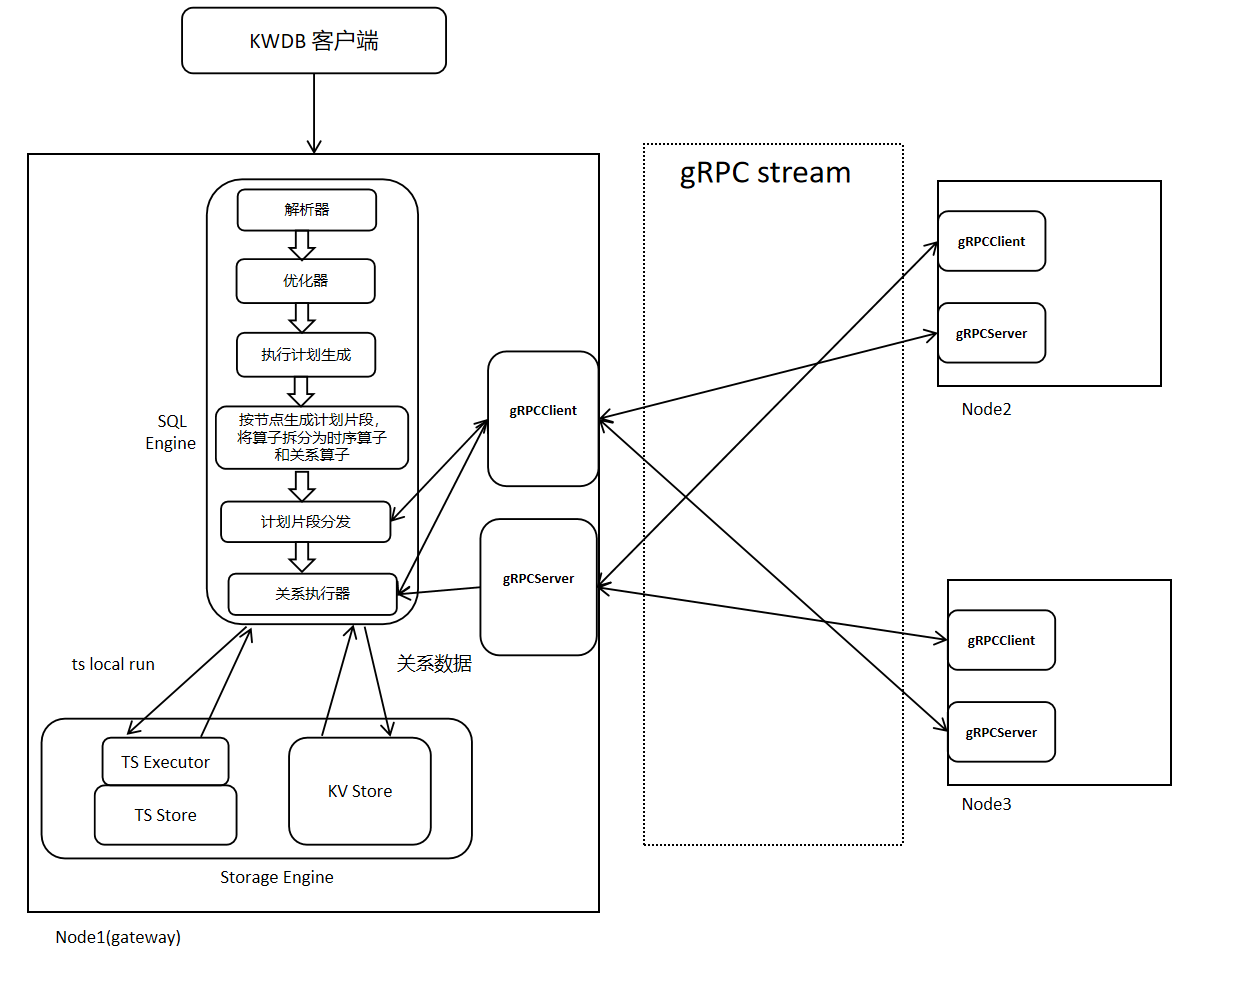 KWDB 客户端
gRPC stream
解析器
优化器
执行计划生成
SQL
Engine
按节点生成计划片段，
将算子拆分为时序算子
和关系算子
计划片段分发
关系执行器
gRPCClient
gRPCServer
gRPCClient
gRPCServer
Node2
gRPCClient
gRPCServer
Node3
ts local run
关系数据
TS Executor
TS Store
KV Store
Storage Engine
Node1(gateway)